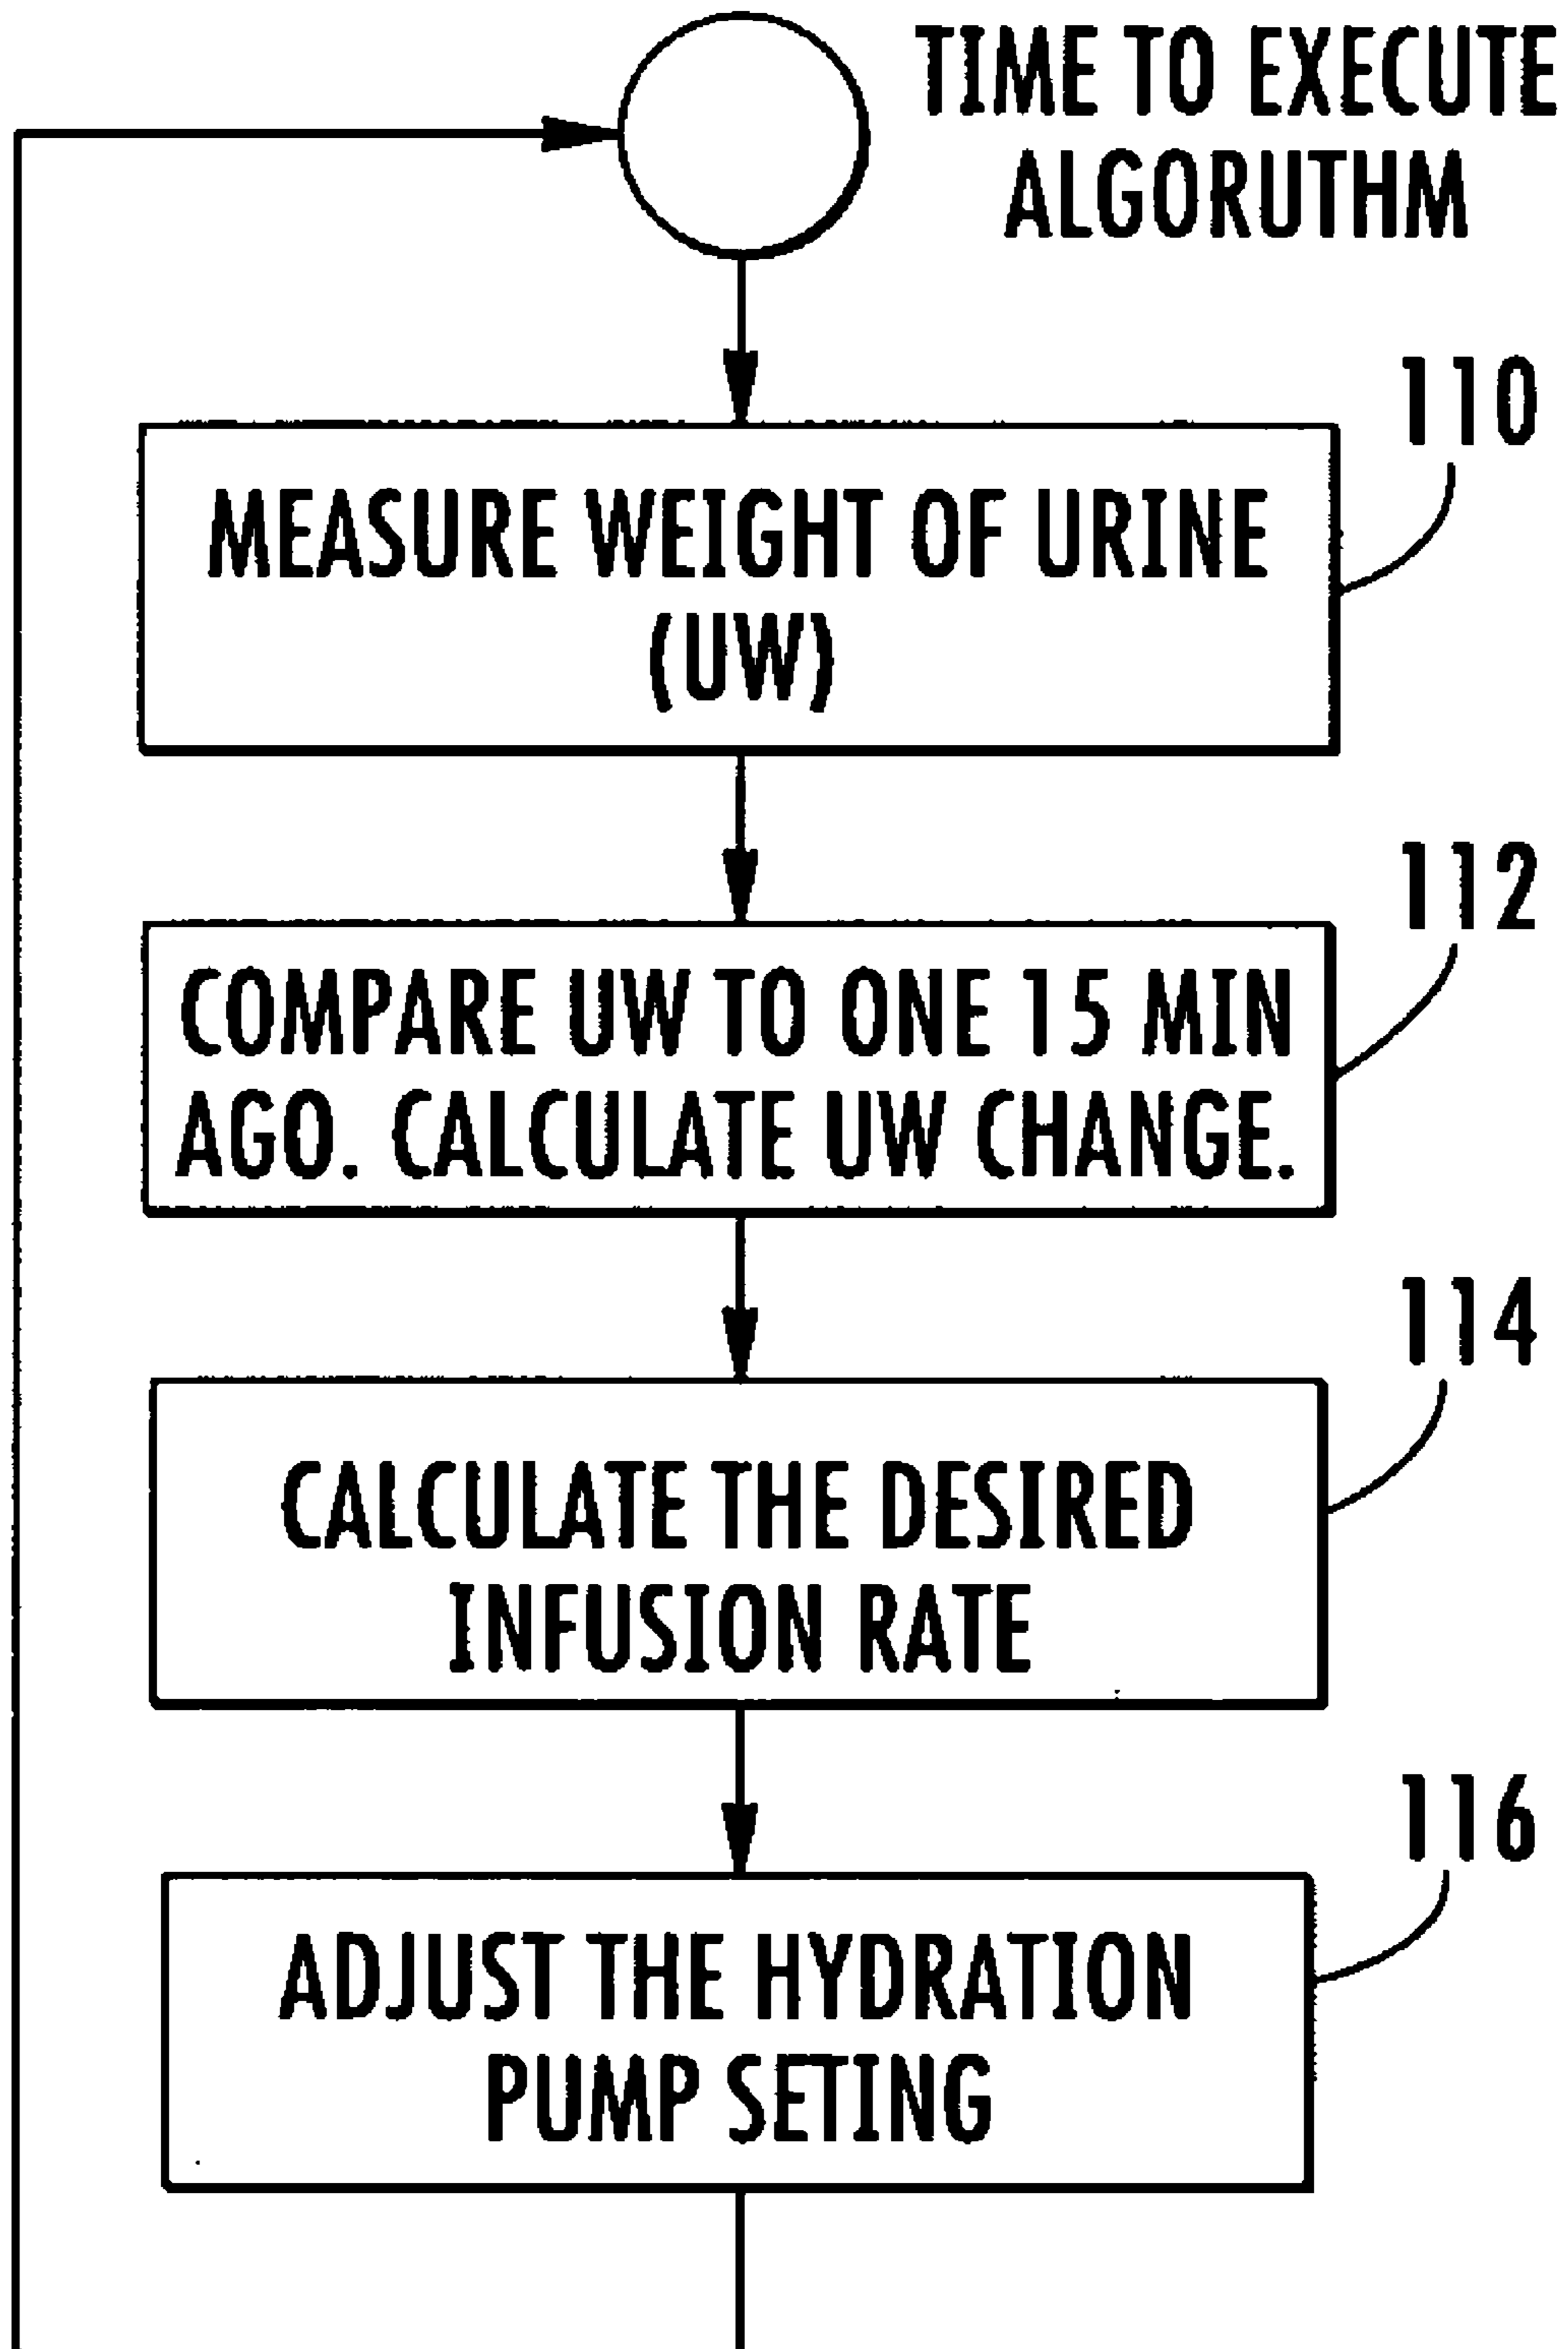 TIME TO EXECUTE
ALGORUTHM
110
MEASURE WEIGHT OF URINE
(UW)
112
COMPARE UW TO ONE 15 MIN
AGO. CALCULATE UW CHANGE.
114
CALCULATE THE DESIRED
INFUSION RATE
116
ADJUST THE HYDRATION
PUMP SETING